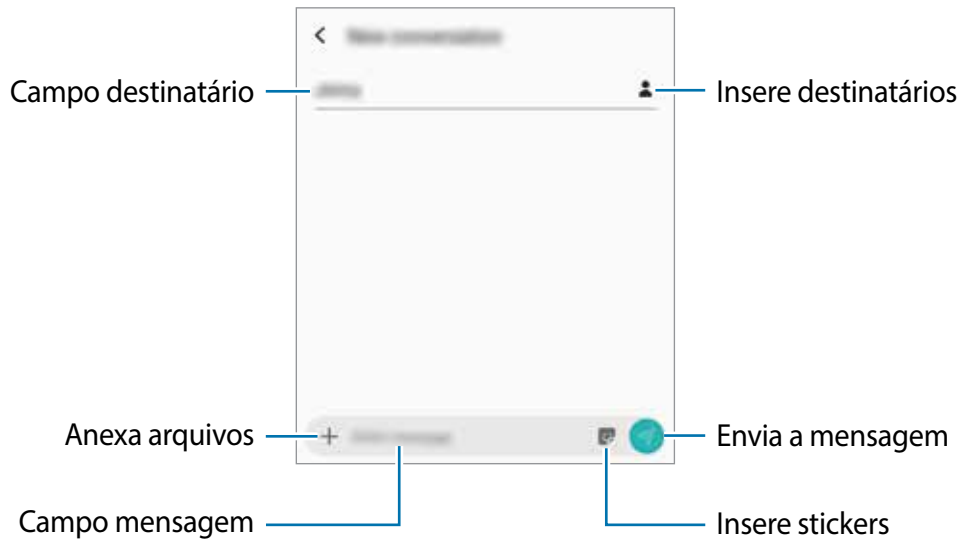 Campo destinatário
Insere destinatários
Anexa arquivos
Envia a mensagem
Campo mensagem
Insere stickers